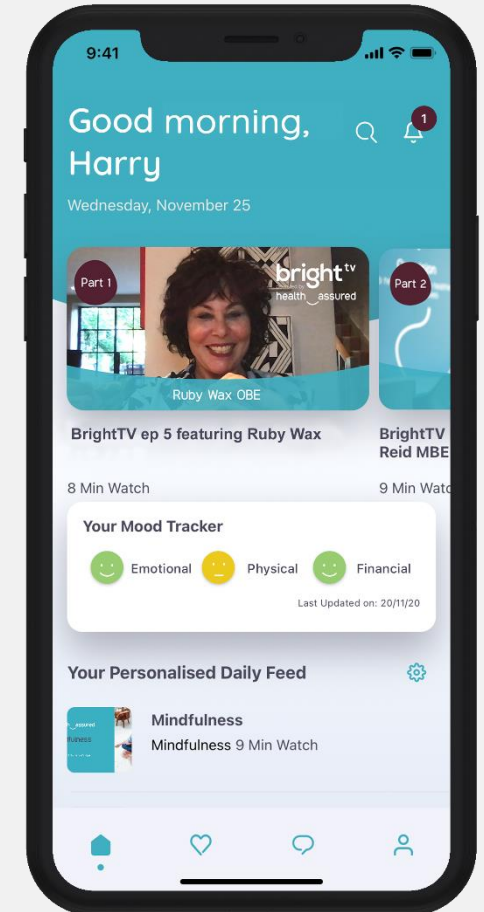 9:41
Good morning,
Harry
1
Wednesday, November 25
Part 1
bright tv
health assured
Part 2
Ruby Wax OBE
BrightTV ep 5 featuring Ruby Wax
BrightTV
Reid MBE
8 Min Watch
9 Min Watc
Your Mood Tracker
Emotional
Physical
Financial
Last Updated on: 20/11/20
Your Personalised Daily Feed
Mindfulness
Mindfulness 9 Min Watch